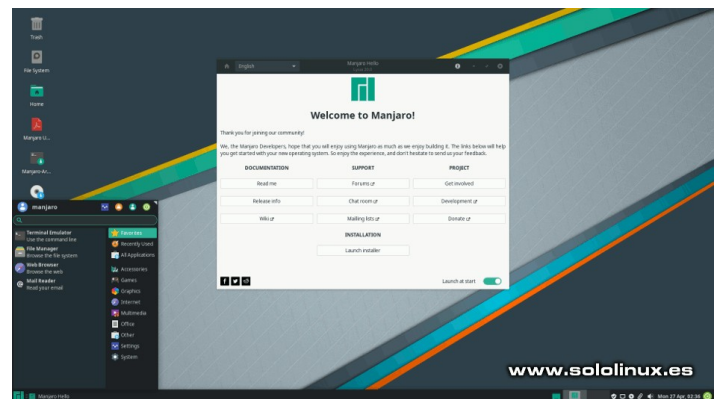 Trash
File System
Home
Manjaro U...
Manjaro Ac...
English
Manjaro Hello
Welcome to Manjaro!
Thank you for joining our community!
We, the Manjaro Developers, hope that you will enjoy using Manjaro as much as we enjoy building it. The links below will help
you get started with your new operating system. So enjoy the experience, and don't hesitate to send us your feedback.
DOCUMENTATION SUPPORT PROJECT
Read me Forums Get involved
Release info Chat room Development
Wiki Mailing lists Donate
INSTALLATION
Launch installer
Launch at start
manjaro
Terminal Emulator
Use the command line
File Manager
Browse the file system
Web Browser
Browse the web
Mail Reader
Read your email
Favorites
Recently Used
All Applications
Accessories
Games
Graphics
Internet
Multimedia
Office
Other
Settings
System
www.sololinux.es
Manjaro Hello
Mon 27 Apr, 02:36